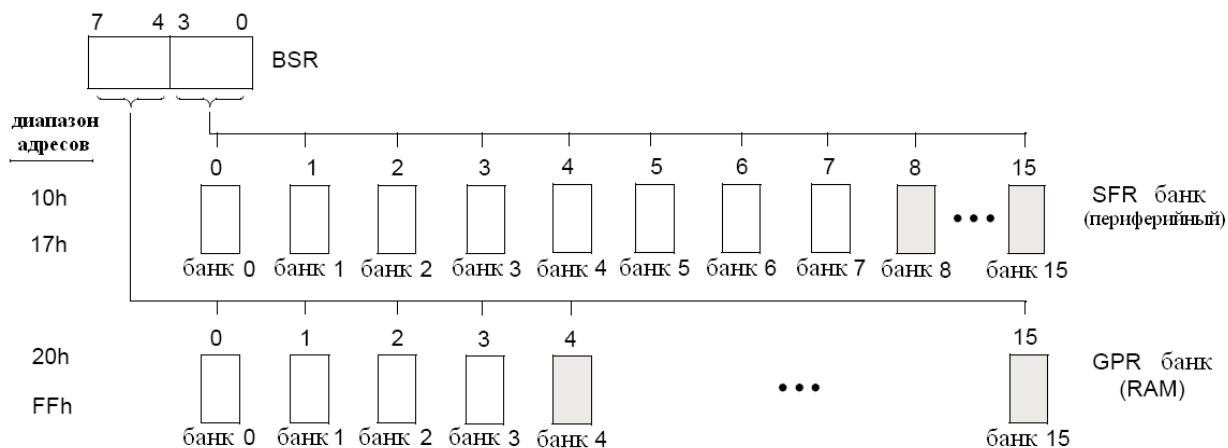 7 4 3 0
BSR
диапазон
адресов
0 1 2 3 4 5 6 7 8 15
10h
17h
SFR банк
(периферийный)
банк 0 банк 1 банк 2 банк 3 банк 4 банк 5 банк 6 банк 7 банк 8 банк 15
0 1 2 3 4 15
20h
FFh
GPR банк
(RAM)
банк 0 банк 1 банк 2 банк 3 банк 4 банк 15